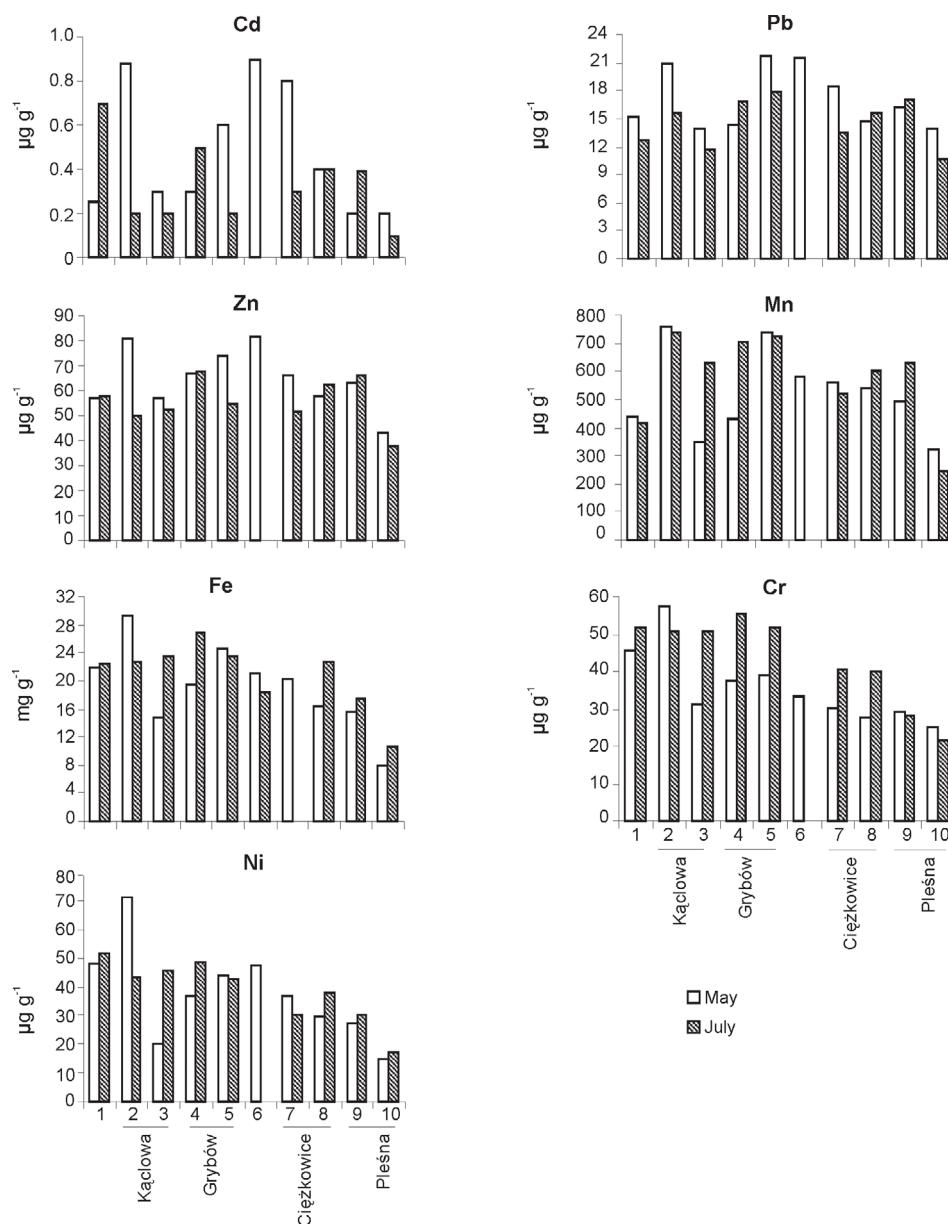 Cd
µg g⁻¹
1.0
0.8
0.6
0.4
0.2
0
Pb
µg g⁻¹
24
21
18
15
12
9
6
3
0
Zn
µg g⁻¹
90
80
70
60
50
40
30
20
10
0
Mn
µg g⁻¹
800
700
600
500
400
300
200
100
0
Fe
mg g⁻¹
32
28
24
20
16
12
8
4
0
Cr
µg g⁻¹
60
50
40
30
20
10
0
1 2 3 4 5 6 7 8 9 10
Kąclowa
Grybów
Ciężkowice
Pleśna
Ni
µg g⁻¹
80
70
60
50
40
30
20
10
0
1 2 3 4 5 6 7 8 9 10
Kąclowa
Grybów
Ciężkowice
Pleśna
May
July